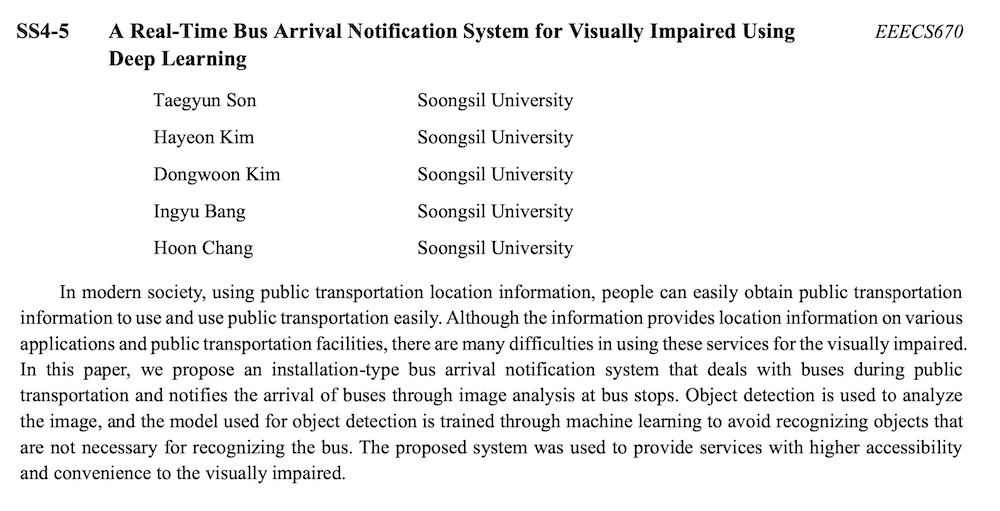 SS4-5 A Real-Time Bus Arrival Notification System for Visually Impaired Using EEECS670
Deep Learning
Taegyun Son Soongsil University
Hayeon Kim Soongsil University
Dongwoon Kim Soongsil University
Ingyu Bang Soongsil University
Hoon Chang Soongsil University
In modern society, using public transportation location information, people can easily obtain public transportation
information to use and use public transportation easily. Although the information provides location information on various
applications and public transportation facilities, there are many difficulties in using these services for the visually impaired.
In this paper, we propose an installation-type bus arrival notification system that deals with buses during public
transportation and notifies the arrival of buses through image analysis at bus stops. Object detection is used to analyze
the image, and the model used for object detection is trained through machine learning to avoid recognizing objects that
are not necessary for recognizing the bus. The proposed system was used to provide services with higher accessibility
and convenience to the visually impaired.